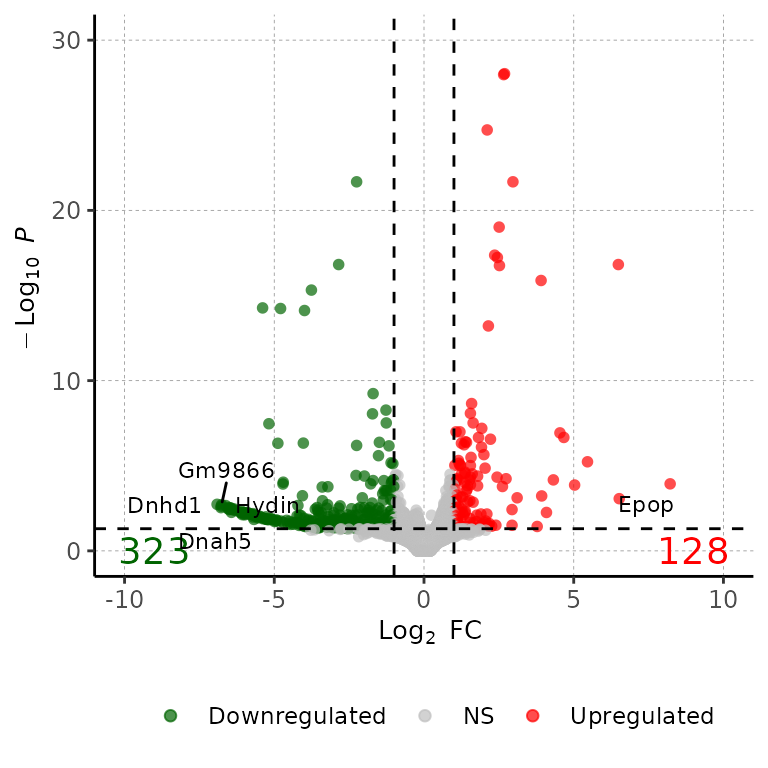 30
20
10
0
− Log10 P
Gm9866
Dnhd1
Hydin
Epop
Dnah5
323
128
-10
-5
0
5
10
Log2 FC
Downregulated
NS
Upregulated